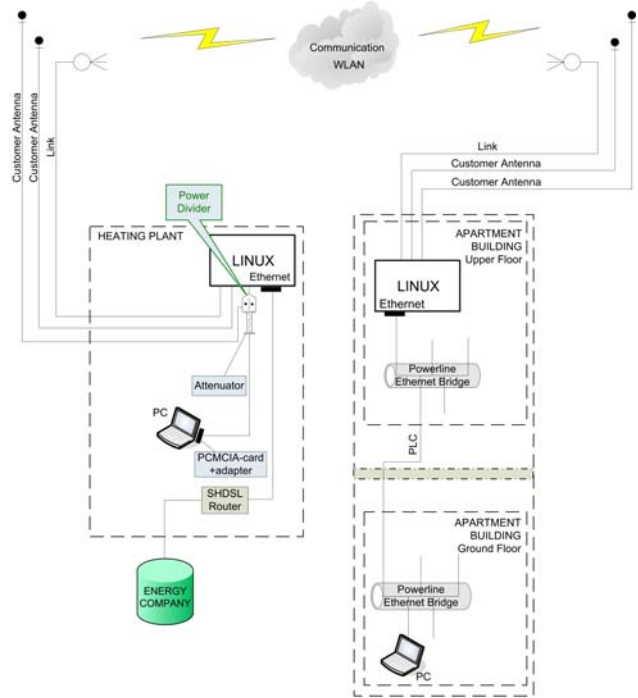 Communication
WLAN
Customer Antenna
Customer Antenna
Link
Link
Customer Antenna
Customer Antenna
Power
Divider
HEATING PLANT
LINUX
Ethernet
Attenuator
PC
PCMCIA-card
+adapter
SHDSL
Router
ENERGY
COMPANY
APARTMENT
BUILDING
Upper Floor
LINUX
Ethernet
Powerline
Ethernet Bridge
PLC
APARTMENT
BUILDING
Ground Floor
Powerline
Ethernet Bridge
PC